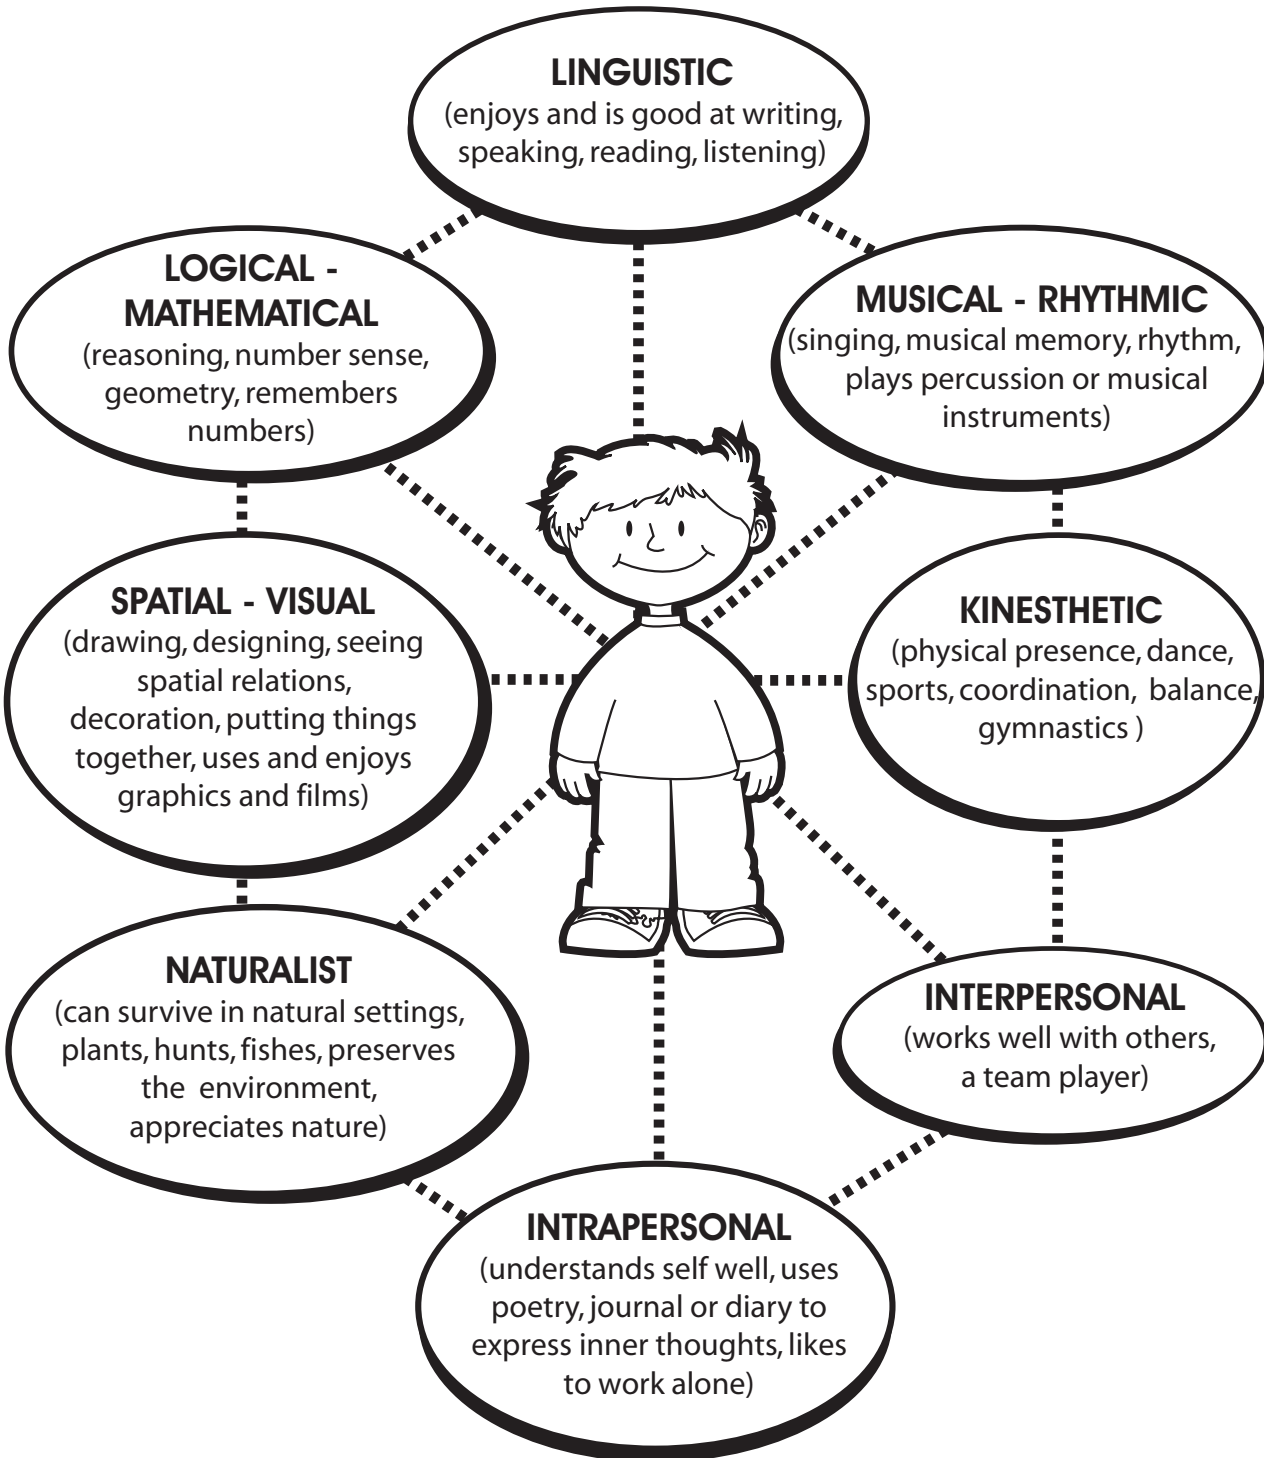 LINGUISTIC
(enjoys and is good at writing,
speaking, reading, listening)
LOGICAL -
MATHEMATICAL
(reasoning, number sense,
geometry, remembers
numbers)
MUSICAL - RHYTHMIC
(singing, musical memory, rhythm,
plays percussion or musical
instruments)
SPATIAL - VISUAL
(drawing, designing, seeing
spatial relations,
decoration, putting things
together, uses and enjoys
graphics and films)
KINESTHETIC
(physical presence, dance,
sports, coordination, balance,
gymnastics )
NATURALIST
(can survive in natural settings,
plants, hunts, fishes, preserves
the environment,
appreciates nature)
INTERPERSONAL
(works well with others,
a team player)
INTRAPERSONAL
(understands self well, uses
poetry, journal or diary to
express inner thoughts, likes
to work alone)